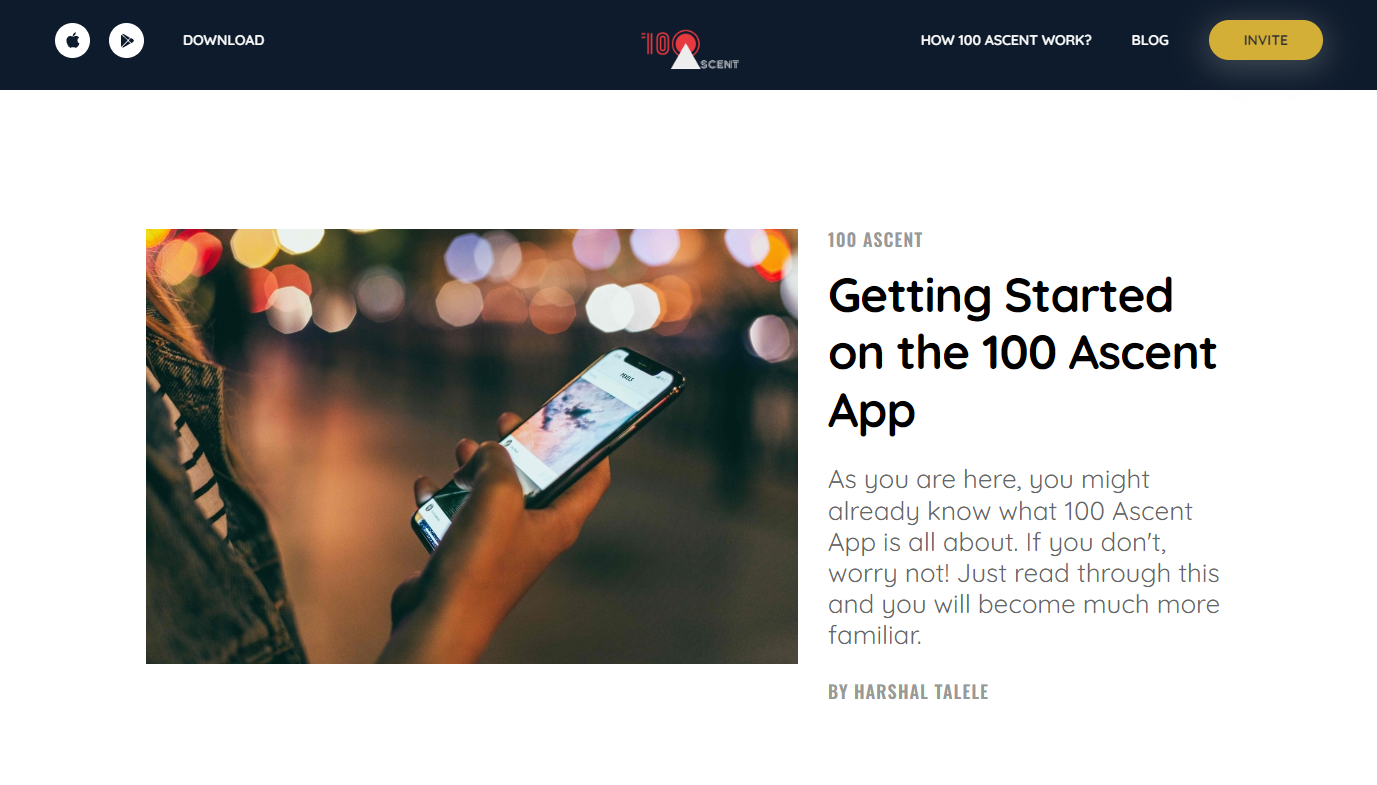 DOWNLOAD
100
SCENT
HOW 100 ASCENT WORK?
BLOG
INVITE
100 ASCENT
Getting Started
on the 100 Ascent
App
As you are here, you might
already know what 100 Ascent
App is all about. If you don't,
worry not! Just read through this
and you will become much more
familiar.
BY HARSHAL TALELE